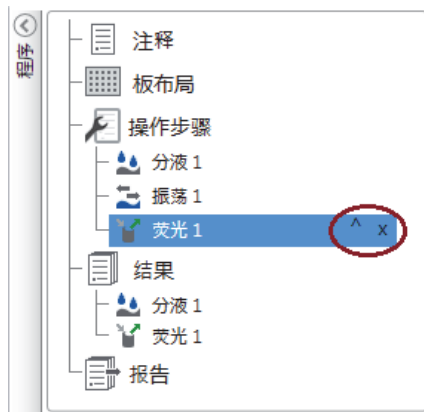 程序
注释
板布局
操作步骤
分液 1
振荡 1
荧光 1 ^ x
结果
分液 1
荧光 1
报告